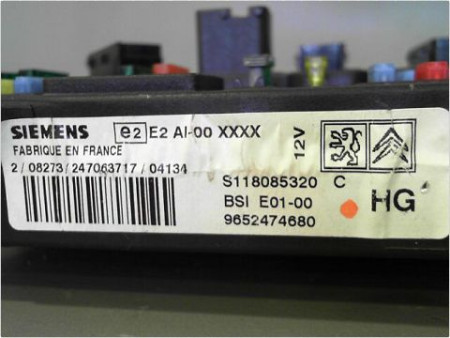 SIEMENS e2 E2 AI-00 XXXX 12V
FABRIQUE EN FRANCE
2/08273/247063717/04134
S118085320 C
BSI E01-00 HG
9652474680